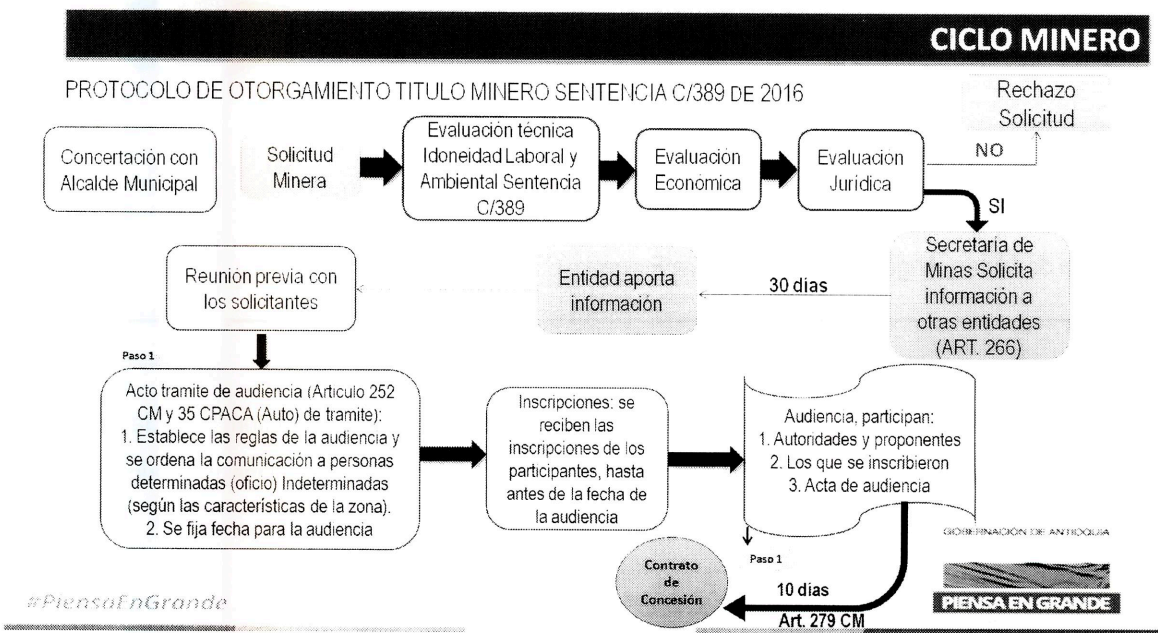 CICLO MINERO
PROTOCOLO DE OTORGAMIENTO TITULO MINERO SENTENCIA C/389 DE 2016
Concertación con
Alcalde Municipal
Solicitud
Minera
Evaluación técnica
Idoneidad Laboral y
Ambiental Sentencia
C/389
Evaluación
Económica
Evaluación
Jurídica
NO
Rechazo
Solicitud
SI
Secretaria de
Minas Solicita
información a
otras entidades
(ART. 266)
30 días
Entidad aporta
información
Reunión previa con
los solicitantes
Paso 1
Acto tramite de audiencia (Articulo 252
CM y 35 CPACA (Auto) de tramite):
1. Establece las reglas de la audiencia y
se ordena la comunicación a personas
determinadas (oficio) Indeterminadas
(según las características de la zona).
2. Se fija fecha para la audiencia
Inscripciones: se
reciben las
inscripciones de los
participantes, hasta
antes de la fecha de
la audiencia
Audiencia, participan:
1. Autoridades y proponentes
2. Los que se inscribieron
3. Acta de audiencia
Paso 1
10 días
Art. 279 CM
Contrato
de
Concesión
GOBERNACIÓN DE ANTIOQUIA
PIENSA EN GRANDE
#PiensaEnGrande